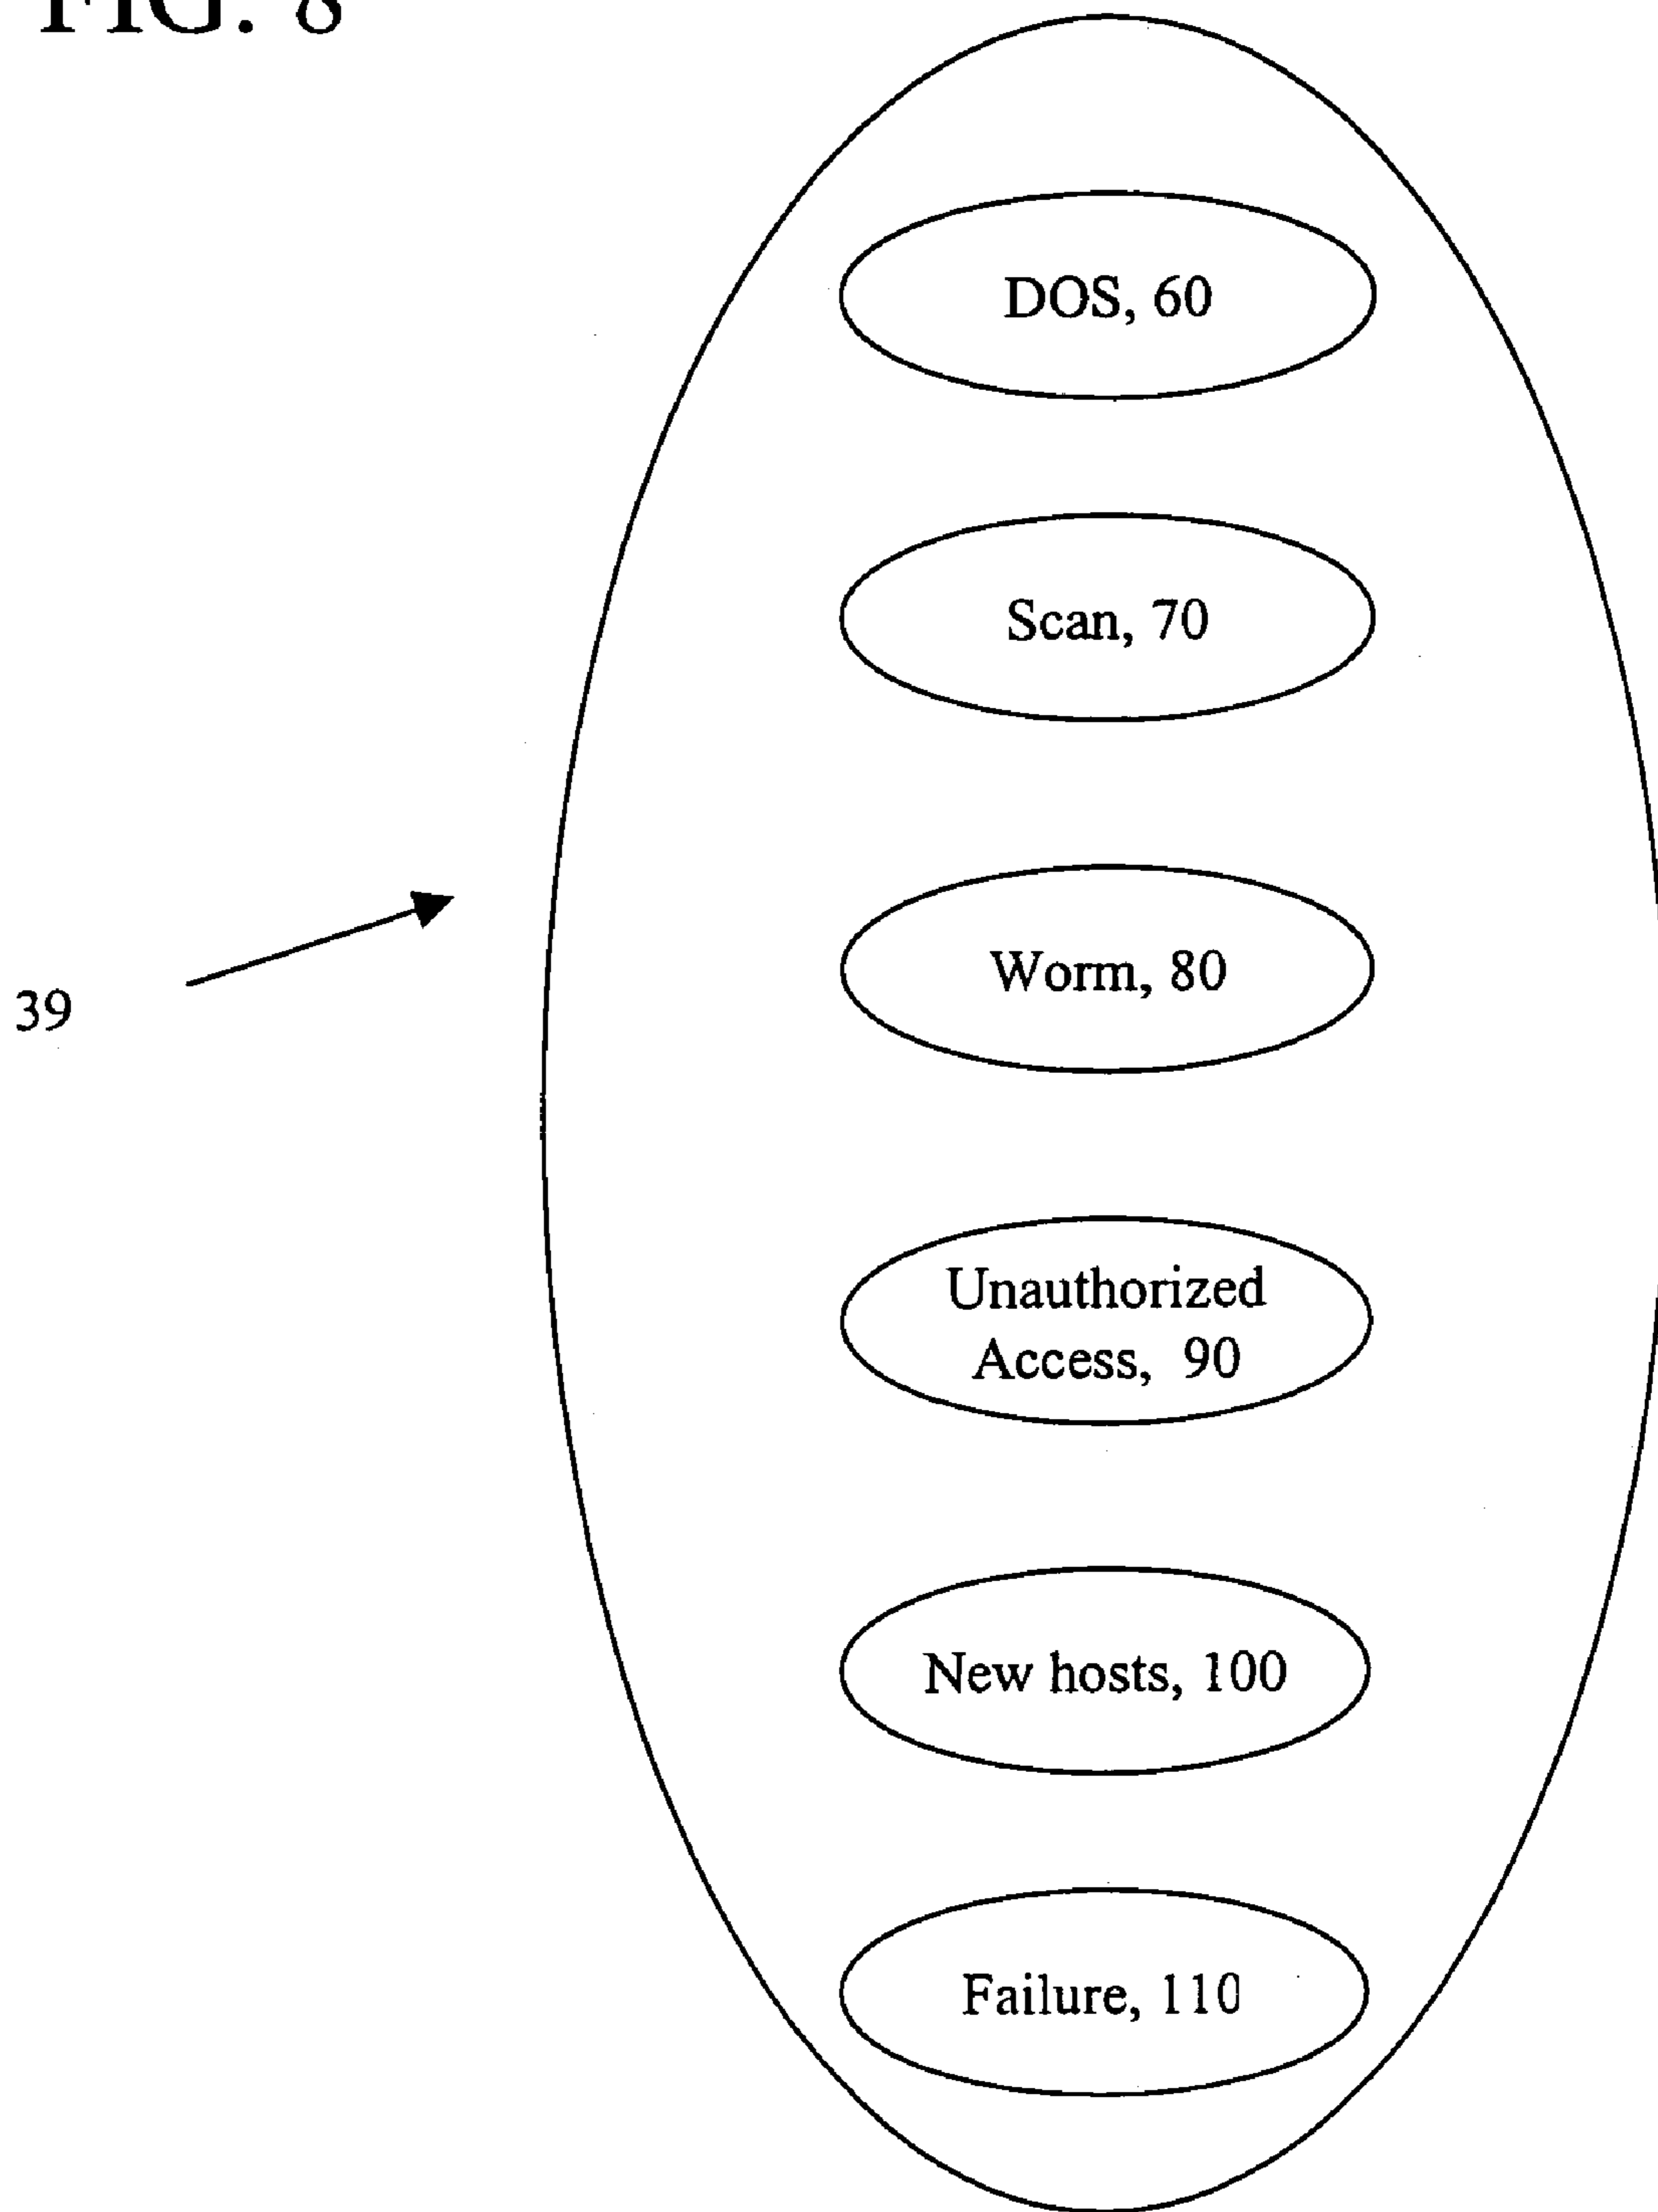 FIG. 8
DOS, 60
Scan, 70
Worm, 80
39
Unauthorized
Access, 90
New hosts, 100
Failure, 110